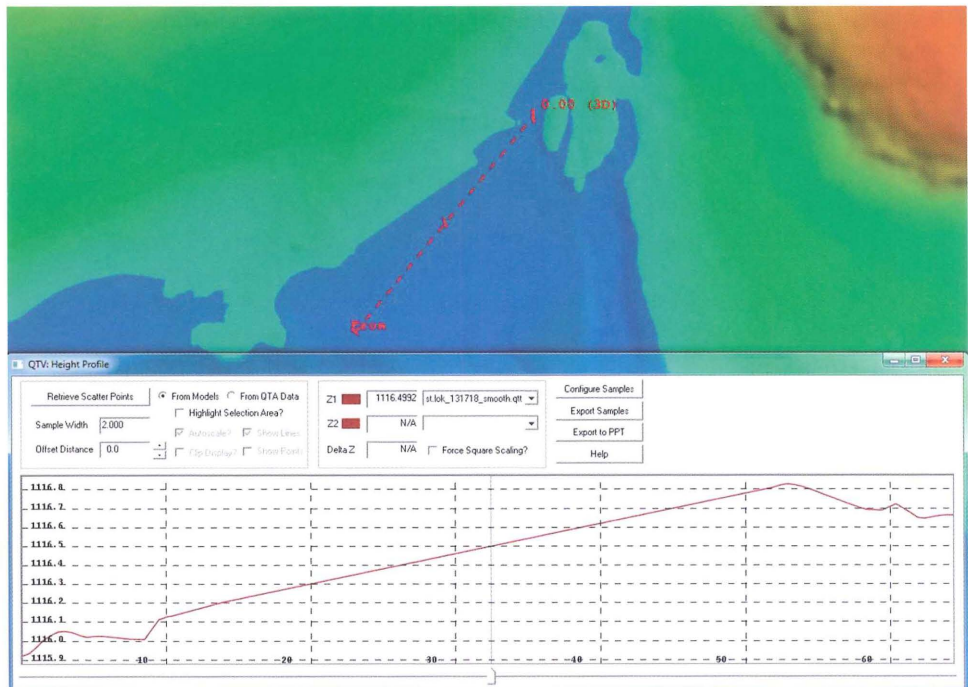 0.00 (3D)
QTV: Height Profile
Retrieve Scatter Points
From Models
From QTA Data
Highlight Selection Area?
Sample Width 2.000
Autoscale?
Show Lines
Offset Distance 0.0
Flip Display?
Show Points
Z1 1116.4992 st.lok_131718_smooth.qtt
Z2 N/A
Delta Z N/A
Force Square Scaling?
Configure Samples
Export Samples
Export to PPT
Help
1116.8
1116.7
1116.6
1116.5
1116.4
1116.3
1116.2
1116.1
1116.0
1115.9
10
20
30
40
50
60